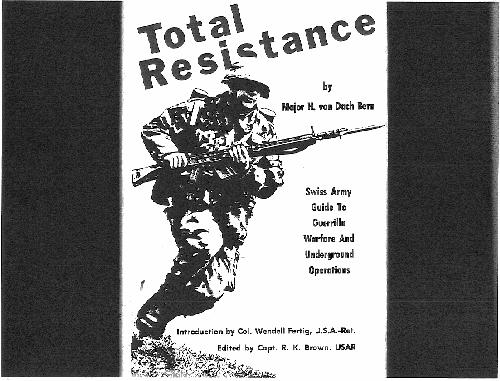 Total
Resistance
by
Major H. von Dach Bern
Swiss Army
Guide To
Guerrilla
Warfare And
Underground
Operations
Introduction by Col. Wendell Fertig, U.S.A.-Ret.
Edited by Capt. R. K. Brown, USAR